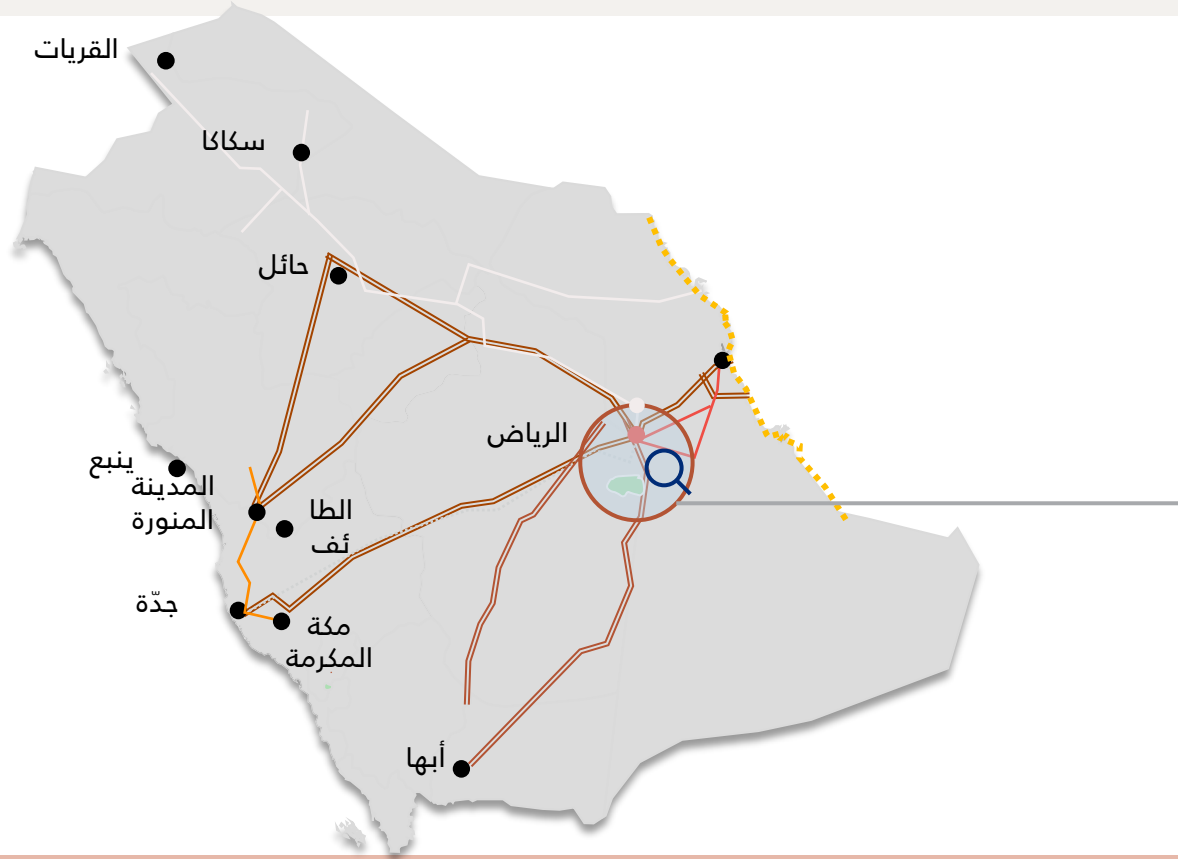 القريات
سكاكا
حائل
الرياض
ينبع
المدينة
المنورة
الطا
ئف
جدّة
مكة
المكرمة
أبها